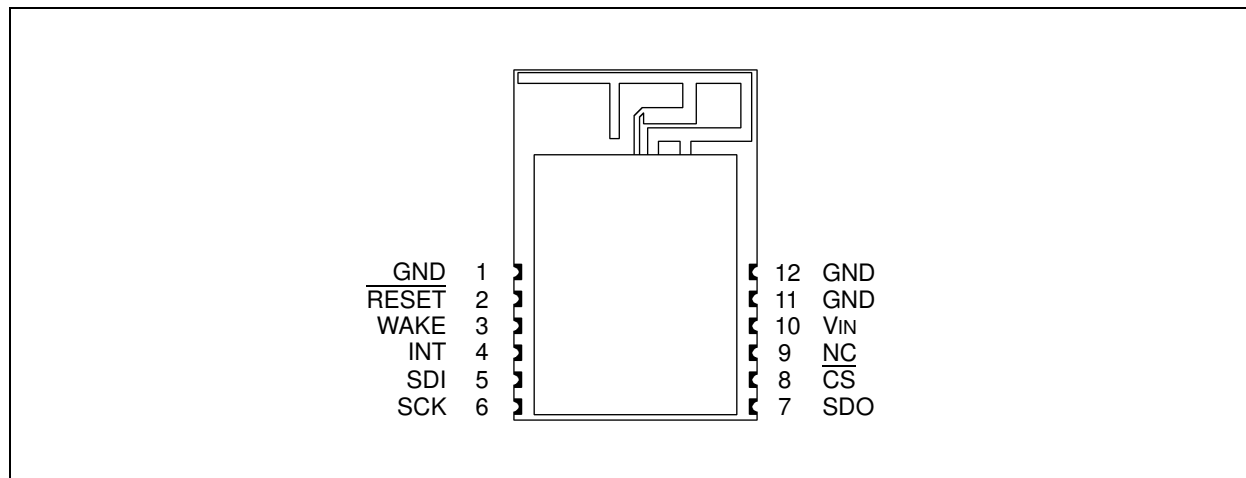 GND 1
RESET 2
WAKE 3
INT 4
SDI 5
SCK 6
12 GND
11 GND
10 VIN
9 NC
8 CS
7 SDO